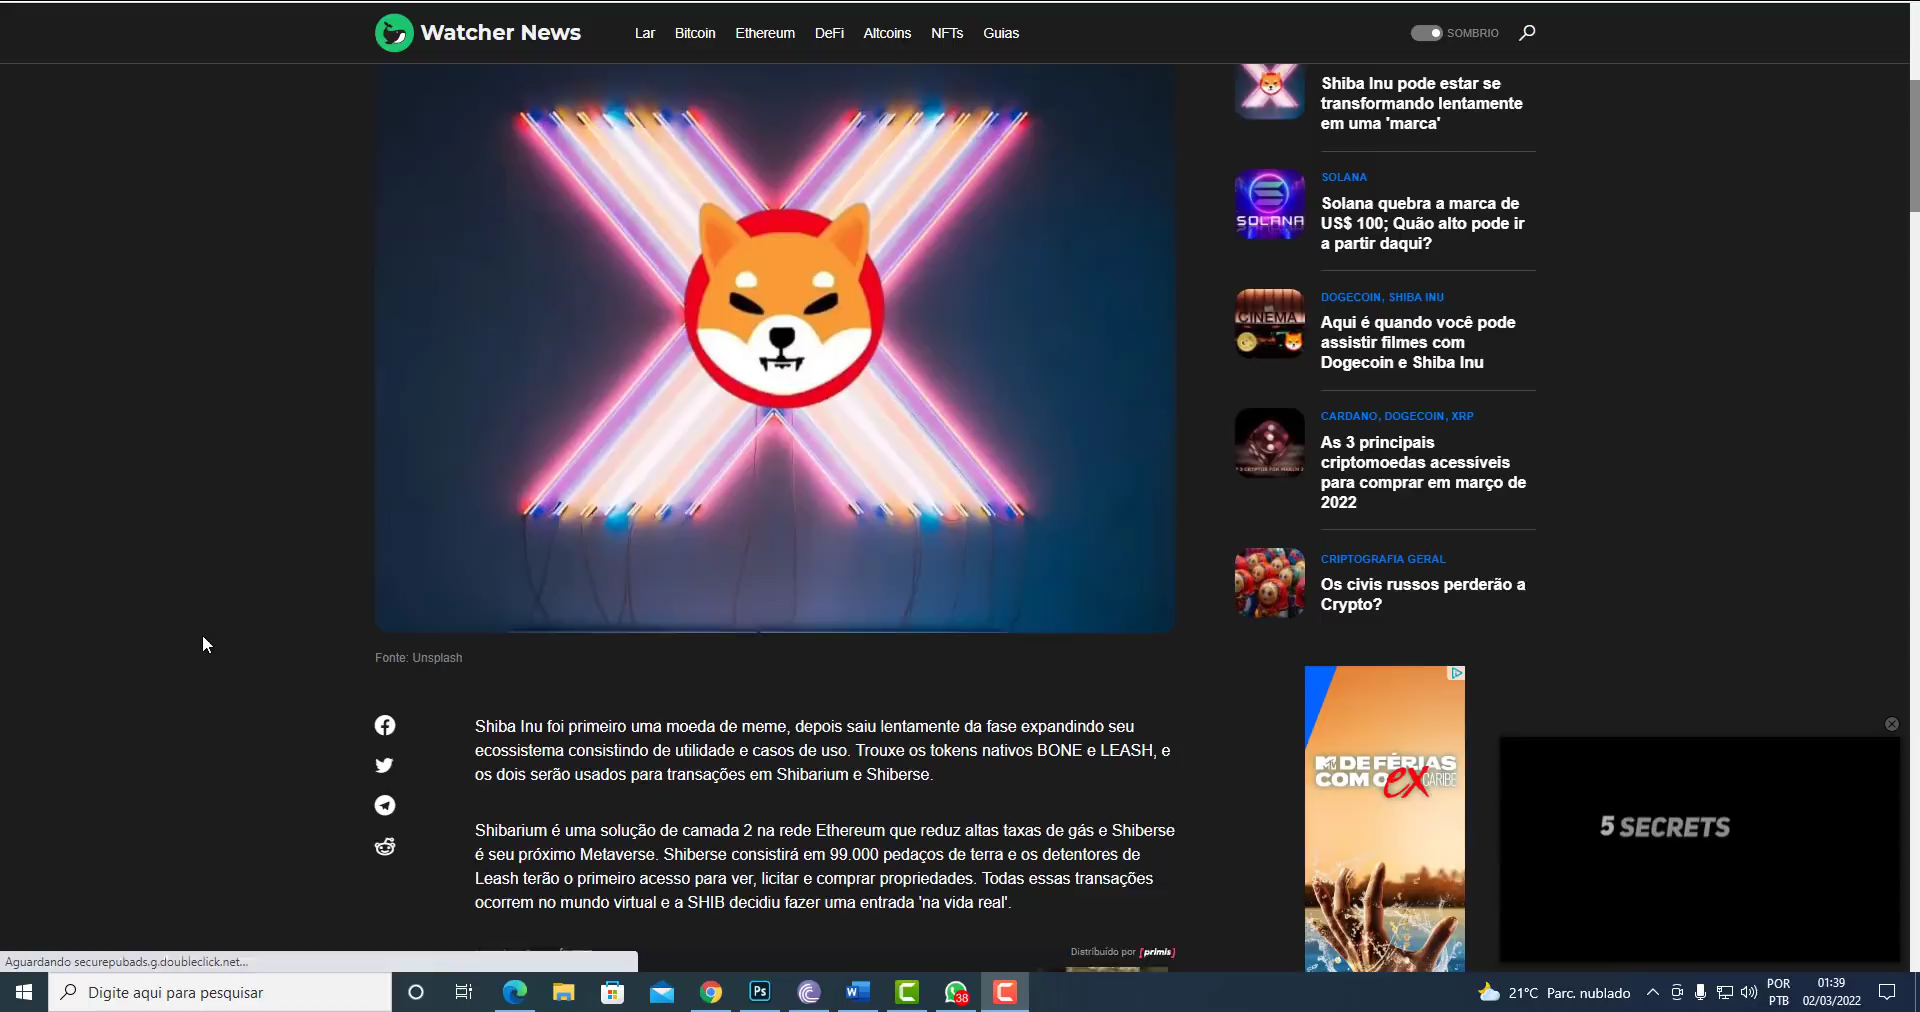 Watcher News
Lar Bitcoin Ethereum DeFi Altcoins NFTs Guias
SOMBRIO
Shiba Inu pode estar se
transformando lentamente
em uma 'marca'
SOLANA
SOLANA
Solana quebra a marca de
US$ 100; Quão alto pode ir
a partir daqui?
CINEMA
DOGECOIN, SHIBA INU
Aqui é quando você pode
assistir filmes com
Dogecoin e Shiba Inu
CARDANO, DOGECOIN, XRP
As 3 principais
criptomoedas acessíveis
para comprar em março de
2022
CRIPTOGRAFIA GERAL
Os civis russos perderão a
Crypto?
Fonte: Unsplash
Shiba Inu foi primeiro uma moeda de meme, depois saiu lentamente da fase expandindo seu
ecossistema consistindo de utilidade e casos de uso. Trouxe os tokens nativos BONE e LEASH, e
os dois serão usados para transações em Shibarium e Shiberse.
Shibarium é uma solução de camada 2 na rede Ethereum que reduz altas taxas de gás e Shiberse
é seu próximo Metaverse. Shiberse consistirá em 99.000 pedaços de terra e os detentores de
Leash terão o primeiro acesso para ver, licitar e comprar propriedades. Todas essas transações
ocorrem no mundo virtual e a SHIB decidiu fazer uma entrada 'na vida real'.
Distribuído por [primis]
MTV DE FÉRIAS
COM O ex CARIBE
5 SECRETS
Aguardando securepubads.g.doubleclick.net...
Digite aqui para pesquisar
Ps
W
C
38
C
21°C Parc. nublado
POR
PTB
01:39
02/03/2022